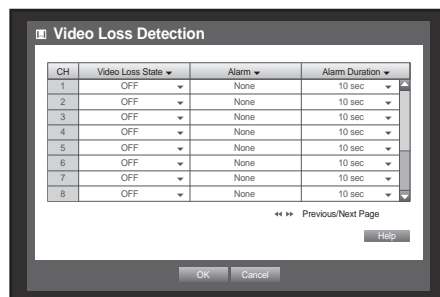 Video Loss Detection
CH Video Loss State Alarm Alarm Duration
1 OFF None 10 sec
2 OFF None 10 sec
3 OFF None 10 sec
4 OFF None 10 sec
5 OFF None 10 sec
6 OFF None 10 sec
7 OFF None 10 sec
8 OFF None 10 sec
Previous/Next Page
Help
OK Cancel